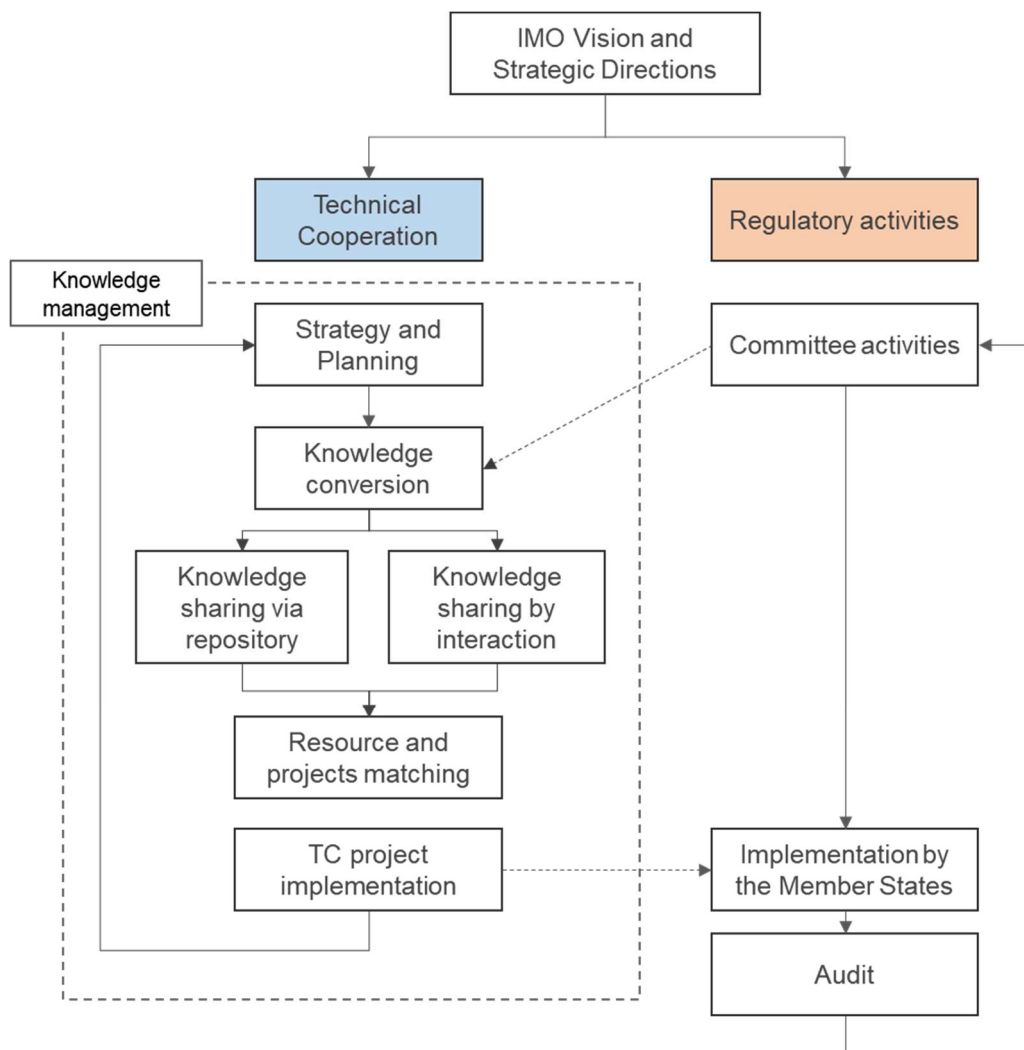 IMO Vision and
Strategic Directions
Technical
Cooperation
Regulatory activities
Knowledge
management
Strategy and
Planning
Committee activities
Knowledge
conversion
Knowledge
sharing via
repository
Knowledge
sharing by
interaction
Resource and
projects matching
TC project
implementation
Implementation by
the Member States
Audit